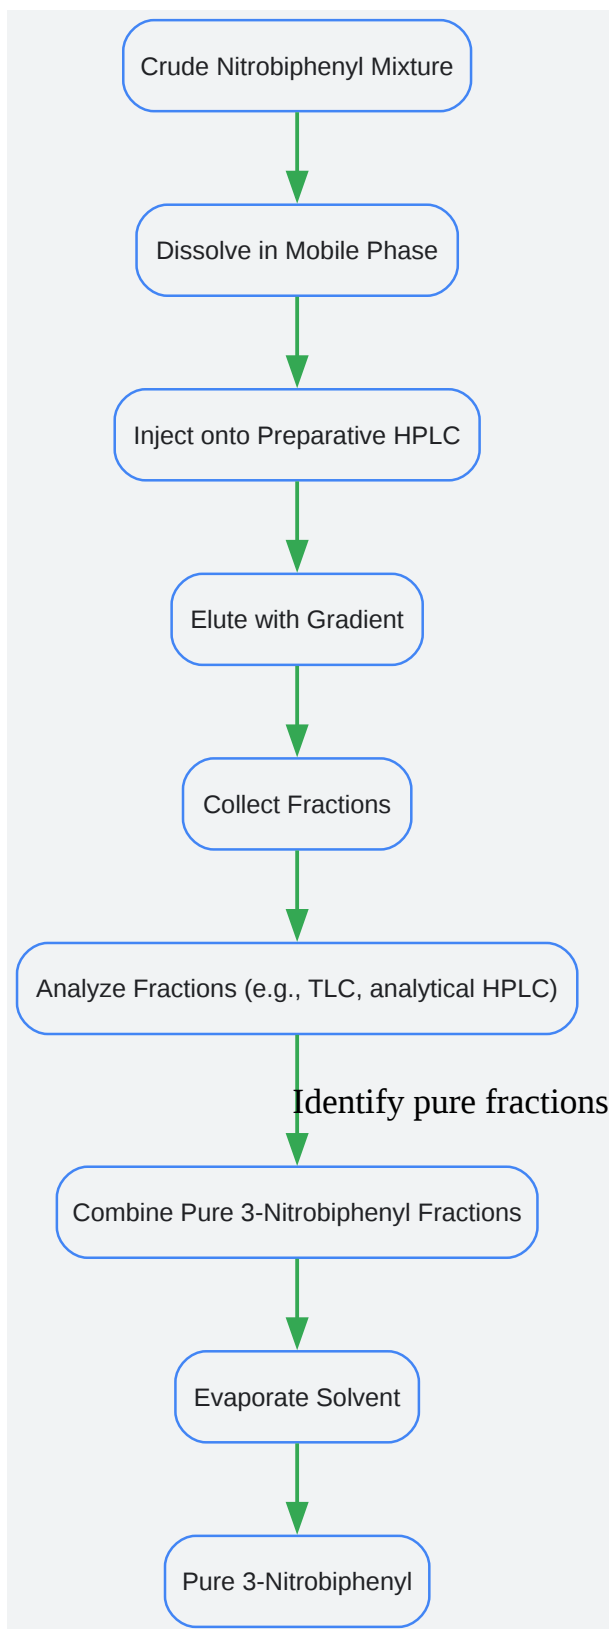 Crude Nitrobiphenyl Mixture
Dissolve in Mobile Phase
Inject onto Preparative HPLC
Elute with Gradient
Collect Fractions
Analyze Fractions (e.g., TLC, analytical HPLC)
Identify pure fractions
Combine Pure 3-Nitrobiphenyl Fractions
Evaporate Solvent
Pure 3-Nitrobiphenyl